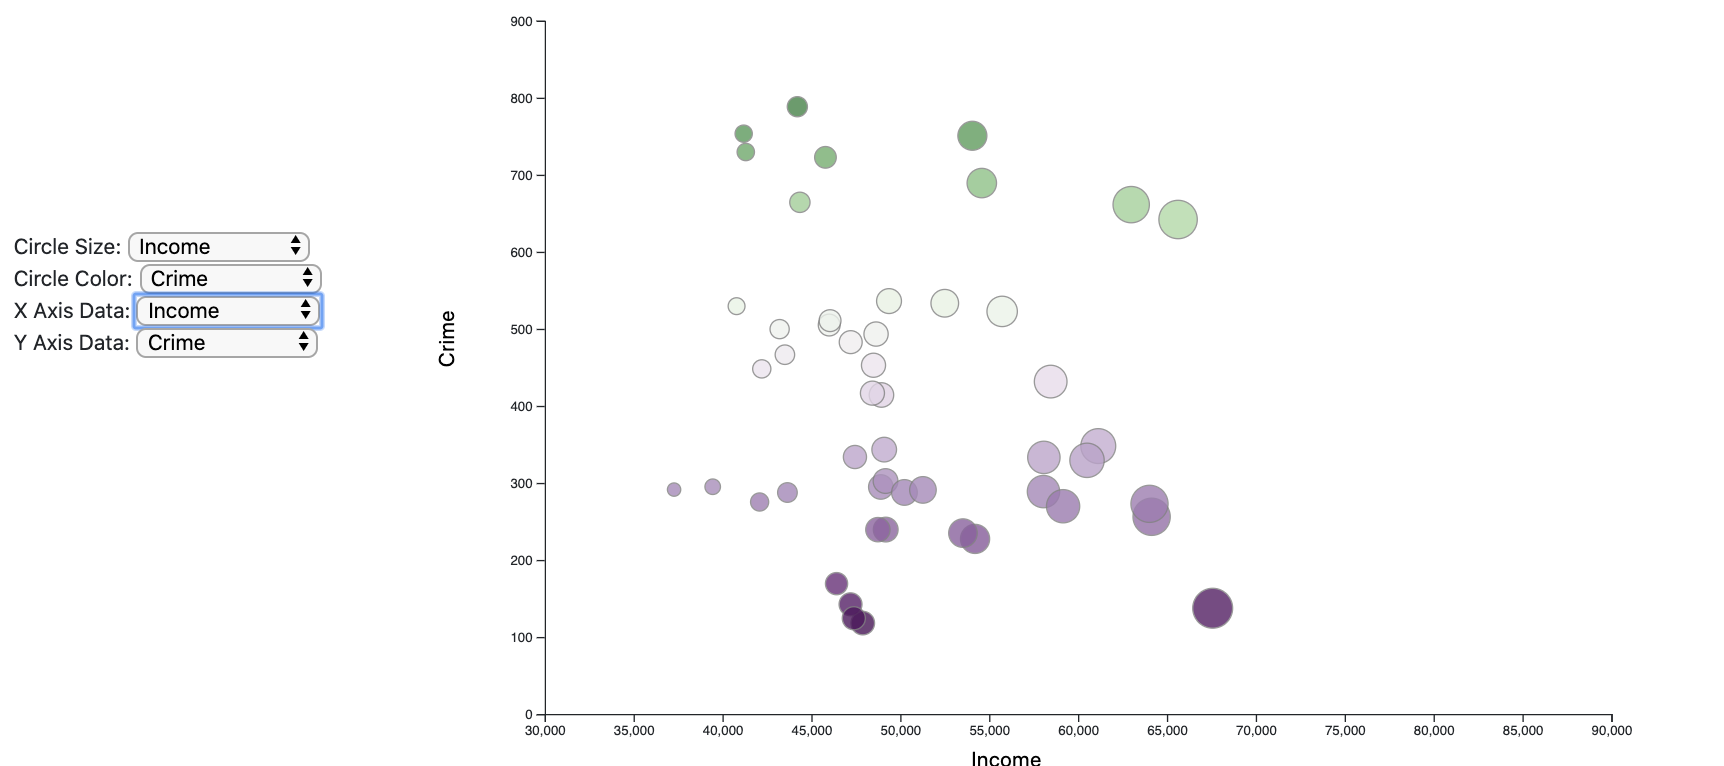 Circle Size: Income
Circle Color: Crime
X Axis Data: Income
Y Axis Data: Crime
Crime
900
800
700
600
500
400
300
200
100
0
30,000 35,000 40,000 45,000 50,000 55,000 60,000 65,000 70,000 75,000 80,000 85,000 90,000
Income